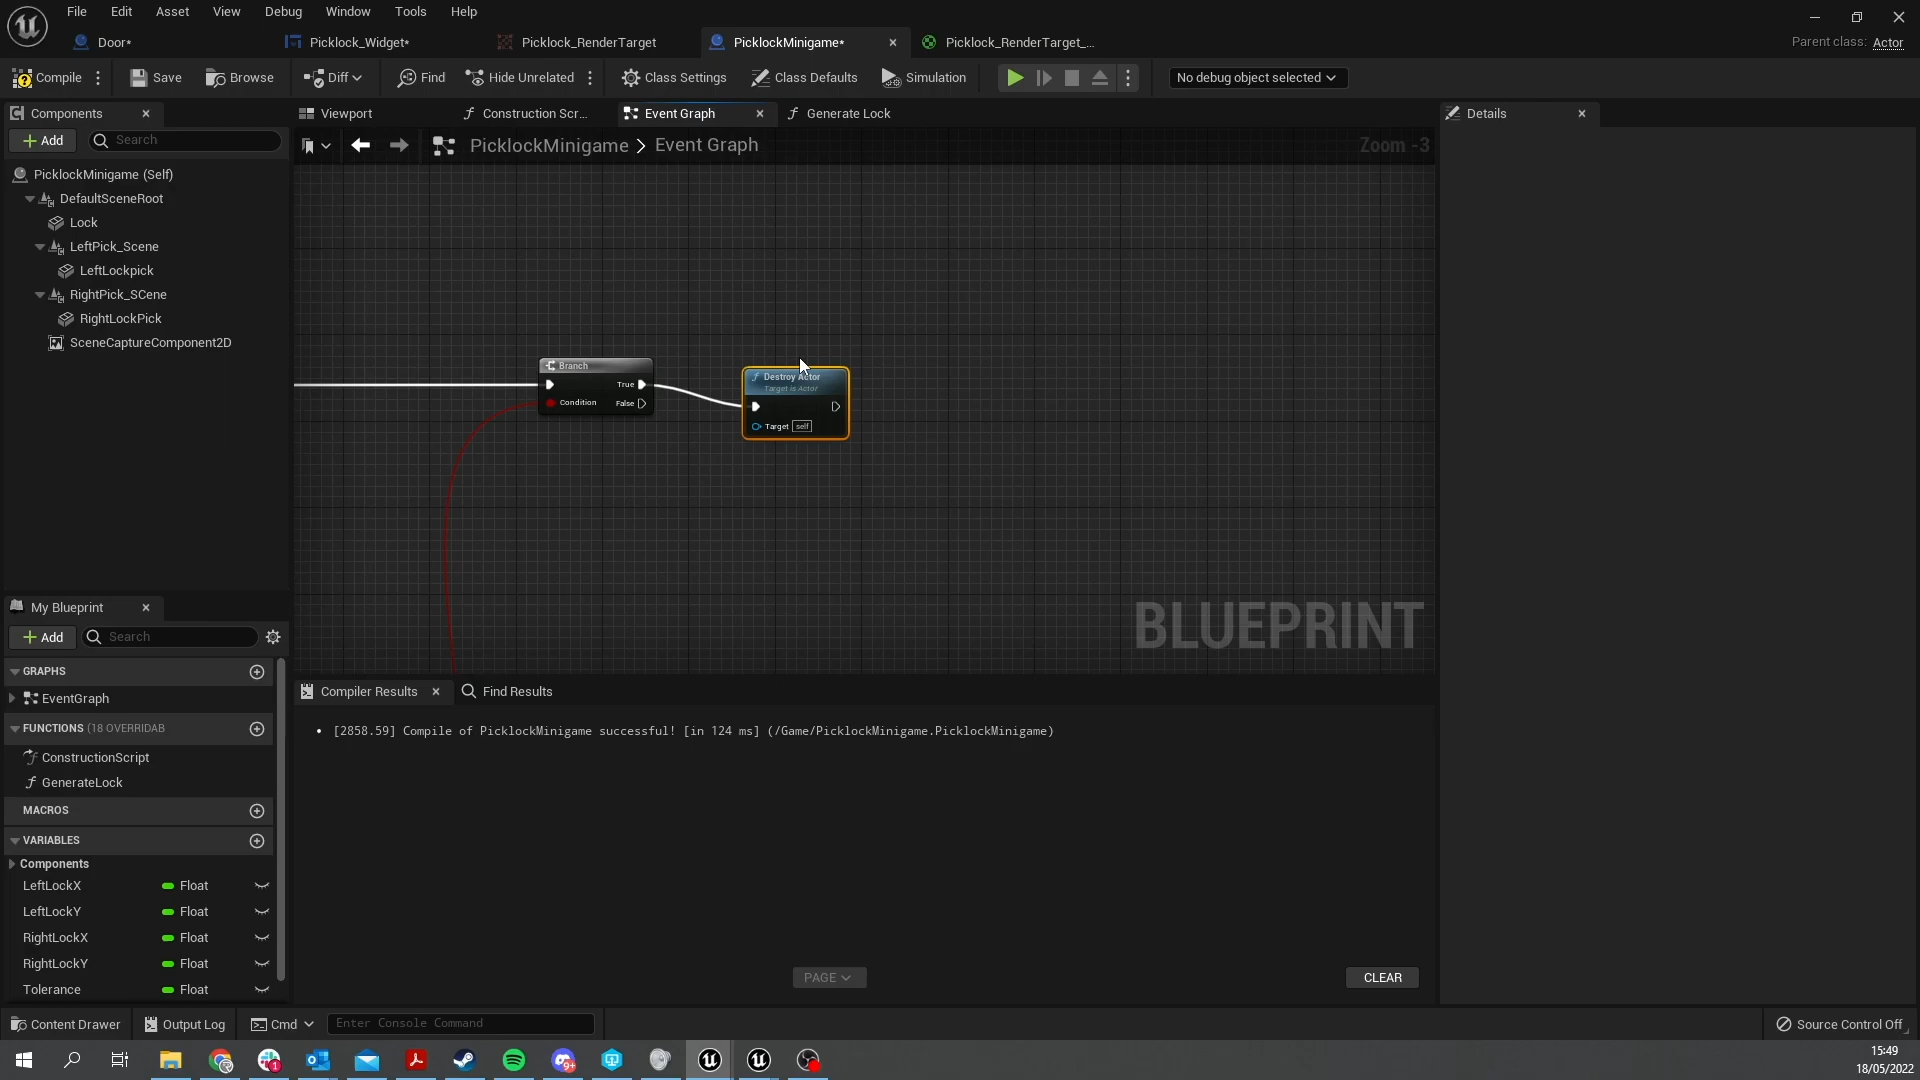 File Edit Asset View Debug Window Tools Help
Door* Picklock_Widget* Picklock_RenderTarget PicklockMinigame* Picklock_RenderTarget_... Parent class: Actor
Compile Save Browse Diff Find Hide Unrelated Class Settings Class Defaults Simulation No debug object selected
Components Viewport Construction Scr... Event Graph Generate Lock Details
Add Search
PicklockMinigame > Event Graph Zoom -3
PicklockMinigame (Self)
DefaultSceneRoot
Lock
LeftPick_Scene
LeftLockpick
RightPick_SCene
RightLockPick
SceneCaptureComponent2D
Branch
True
Condition False
Destroy Actor
Target is Actor
Target self
BLUEPRINT
My Blueprint
Add Search
GRAPHS
EventGraph
FUNCTIONS (18 OVERRIDAB
ConstructionScript
GenerateLock
MACROS
VARIABLES
Components
LeftLockX Float
LeftLockY Float
RightLockX Float
RightLockY Float
Tolerance Float
Compiler Results Find Results
• [2858.59] Compile of PicklockMinigame successful! [in 124 ms] (/Game/PicklockMinigame.PicklockMinigame)
PAGE CLEAR
Content Drawer Output Log Cmd Enter Console Command Source Control Off
1 9+
15:49
18/05/2022